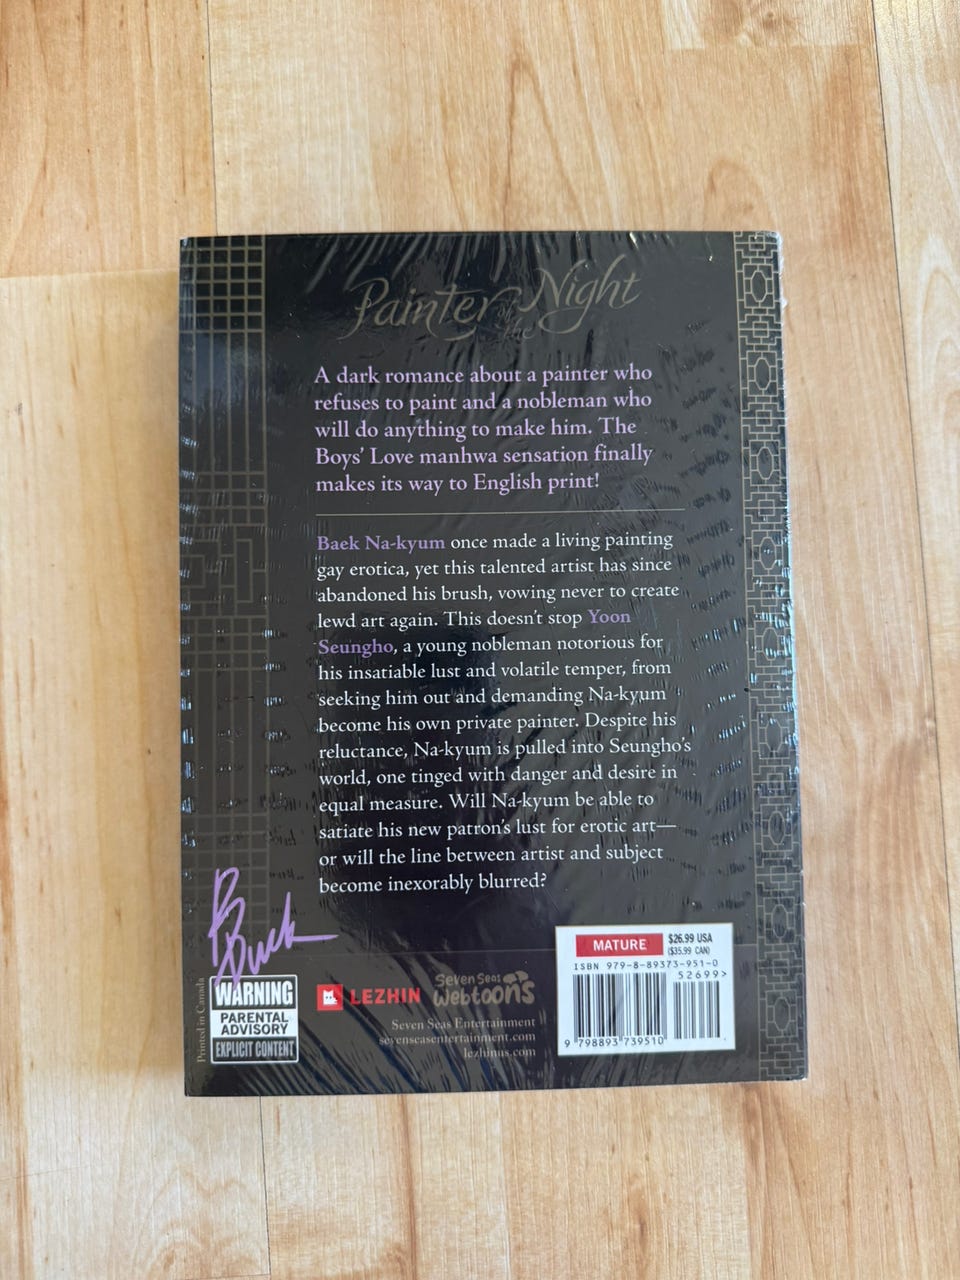 Painter of the Night
A dark romance about a painter who
refuses to paint and a nobleman who
will do anything to make him. The
Boys' Love manhwa sensation finally
makes its way to English print!
Baek Na-kyum once made a living painting
gay erotica, yet this talented artist has since
abandoned his brush, vowing never to create
lewd art again. This doesn't stop Yoon
Seungho, a young nobleman notorious for
his insatiable lust and volatile temper, from
seeking him out and demanding Na-kyum
become his own private painter. Despite his
reluctance, Na-kyum is pulled into Seungho's
world, one tinged with danger and desire in
equal measure. Will Na-kyum be able to
satiate his new patron's lust for erotic art—
or will the line between artist and subject
become inexorably blurred?
B Duck
Printed in Canada
WARNING
PARENTAL
ADVISORY
EXPLICIT CONTENT
LEZHIN
Seven Seas
Webtoons
Seven Seas Entertainment
sevenseasentertainment.com
lezhinus.com
MATURE
$26.99 USA
($35.99 CAN)
ISBN 979-8-89373-951-0
52699>
9 798893 739510